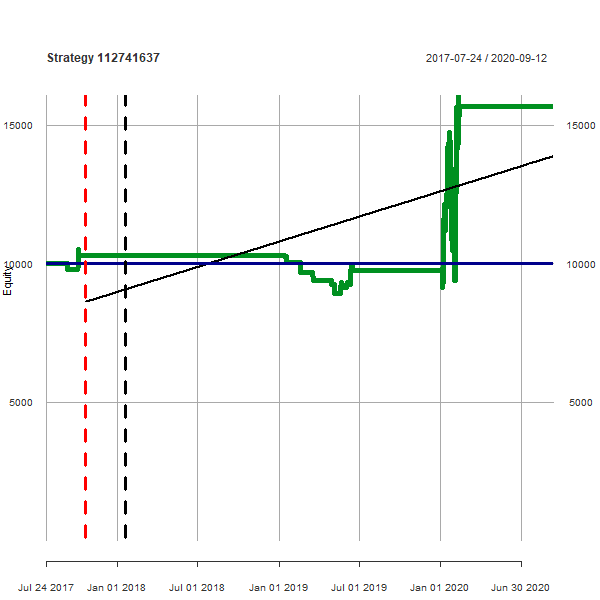 Strategy 112741637
2017-07-24 / 2020-09-12
15000 15000
10000 10000
Equity
5000 5000
Jul 24 2017 Jan 01 2018 Jul 01 2018 Jan 01 2019 Jul 01 2019 Jan 01 2020 Jun 30 2020